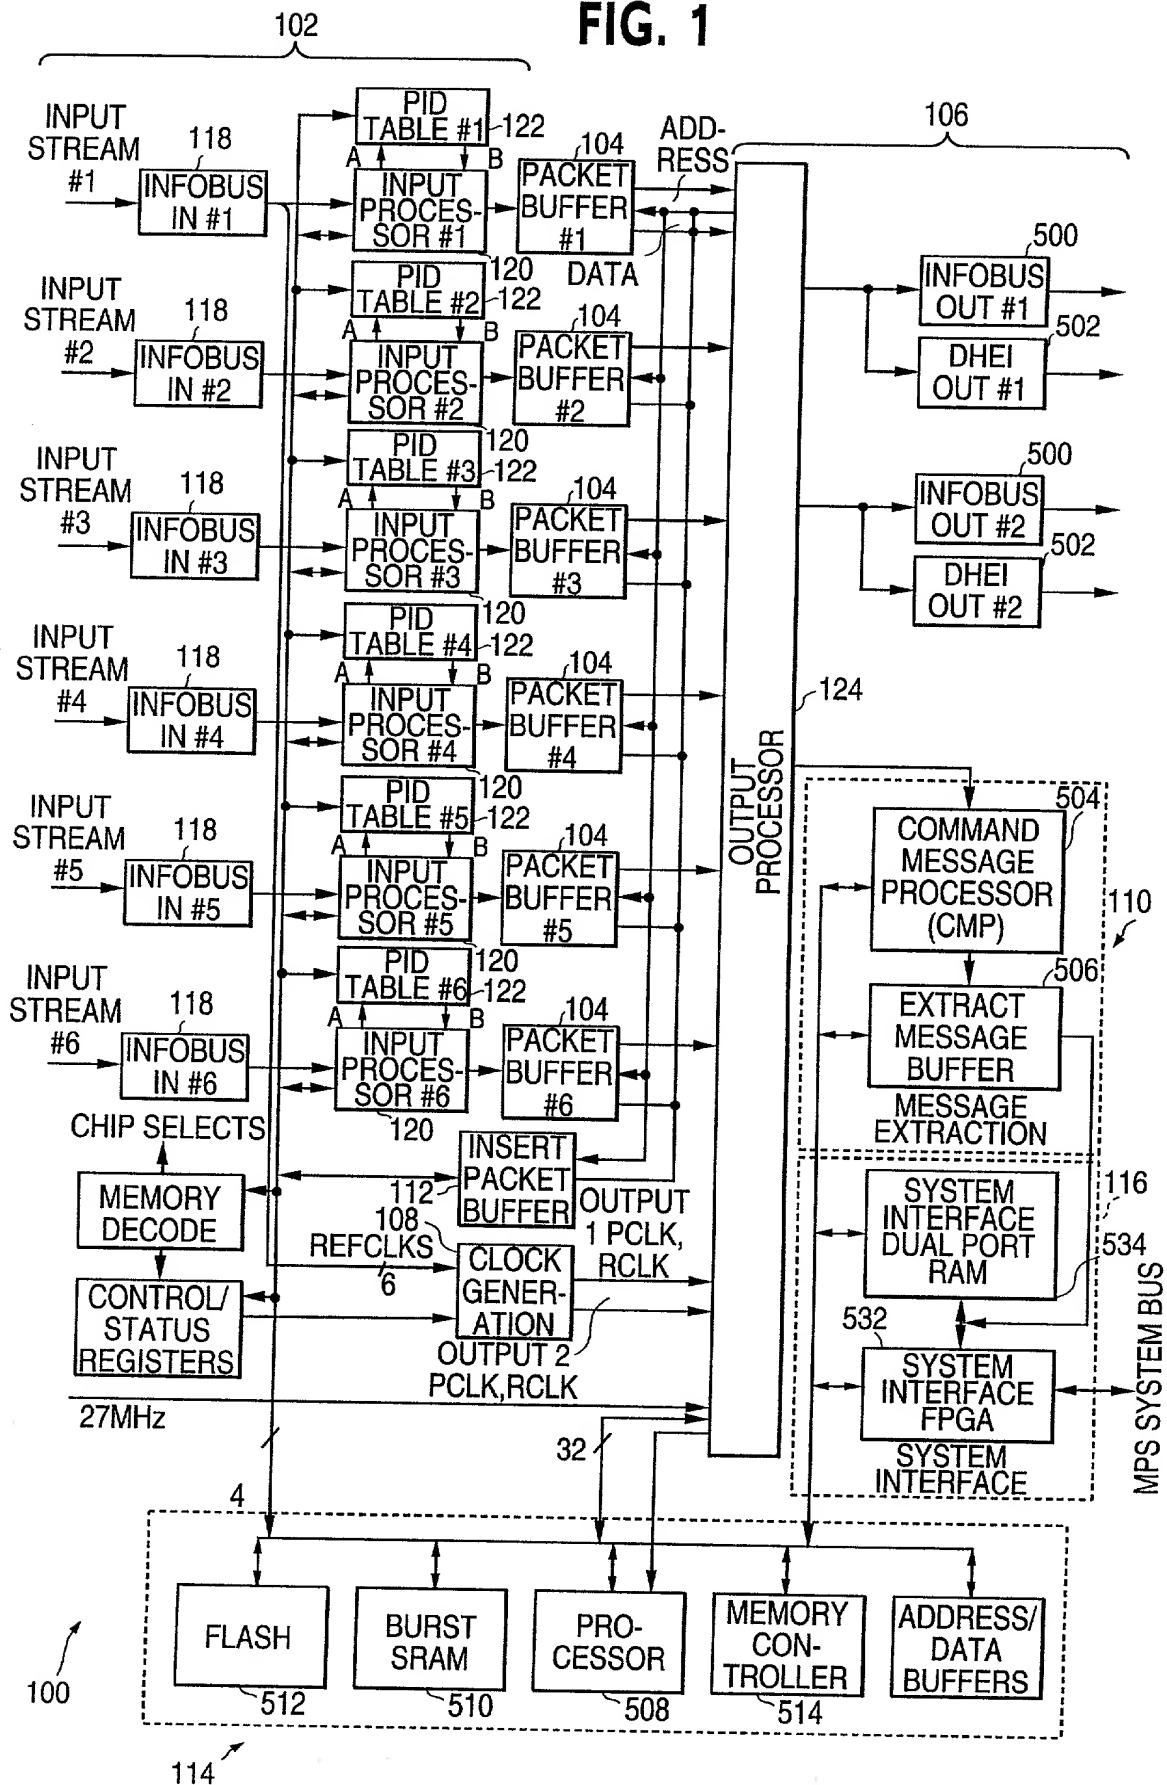 FIG. 1
102
106
INPUT
STREAM
#1
118
INFOBUS
IN #1
PID
TABLE #1
122
A
B
INPUT
PROCES-
SOR #1
120
104
PACKET
BUFFER
#1
ADD-
RESS
DATA
INPUT
STREAM
#2
118
INFOBUS
IN #2
PID
TABLE #2
122
A
B
INPUT
PROCES-
SOR #2
120
104
PACKET
BUFFER
#2
INPUT
STREAM
#3
118
INFOBUS
IN #3
PID
TABLE #3
122
A
B
INPUT
PROCES-
SOR #3
120
104
PACKET
BUFFER
#3
INPUT
STREAM
#4
118
INFOBUS
IN #4
PID
TABLE #4
122
A
B
INPUT
PROCES-
SOR #4
120
104
PACKET
BUFFER
#4
INPUT
STREAM
#5
118
INFOBUS
IN #5
PID
TABLE #5
122
A
B
INPUT
PROCES-
SOR #5
120
104
PACKET
BUFFER
#5
INPUT
STREAM
#6
118
INFOBUS
IN #6
PID
TABLE #6
122
A
B
INPUT
PROCES-
SOR #6
120
104
PACKET
BUFFER
#6
OUTPUT
PROCESSOR
124
500
INFOBUS
OUT #1
502
DHEI
OUT #1
500
INFOBUS
OUT #2
502
DHEI
OUT #2
504
COMMAND
MESSAGE
PROCESSOR
(CMP)
110
506
EXTRACT
MESSAGE
BUFFER
MESSAGE
EXTRACTION
116
SYSTEM
INTERFACE
DUAL PORT
RAM
534
532
SYSTEM
INTERFACE
FPGA
SYSTEM
INTERFACE
MPS SYSTEM BUS
CHIP SELECTS
MEMORY
DECODE
CONTROL/
STATUS
REGISTERS
INSERT
PACKET
BUFFER
112
108
REFCLKS
6
CLOCK
GENER-
ATION
OUTPUT
1 PCLK,
RCLK
OUTPUT 2
PCLK,RCLK
27MHz
32
4
FLASH
512
BURST
SRAM
510
PRO-
CESSOR
508
MEMORY
CON-
TROLLER
514
ADDRESS/
DATA
BUFFERS
100
114